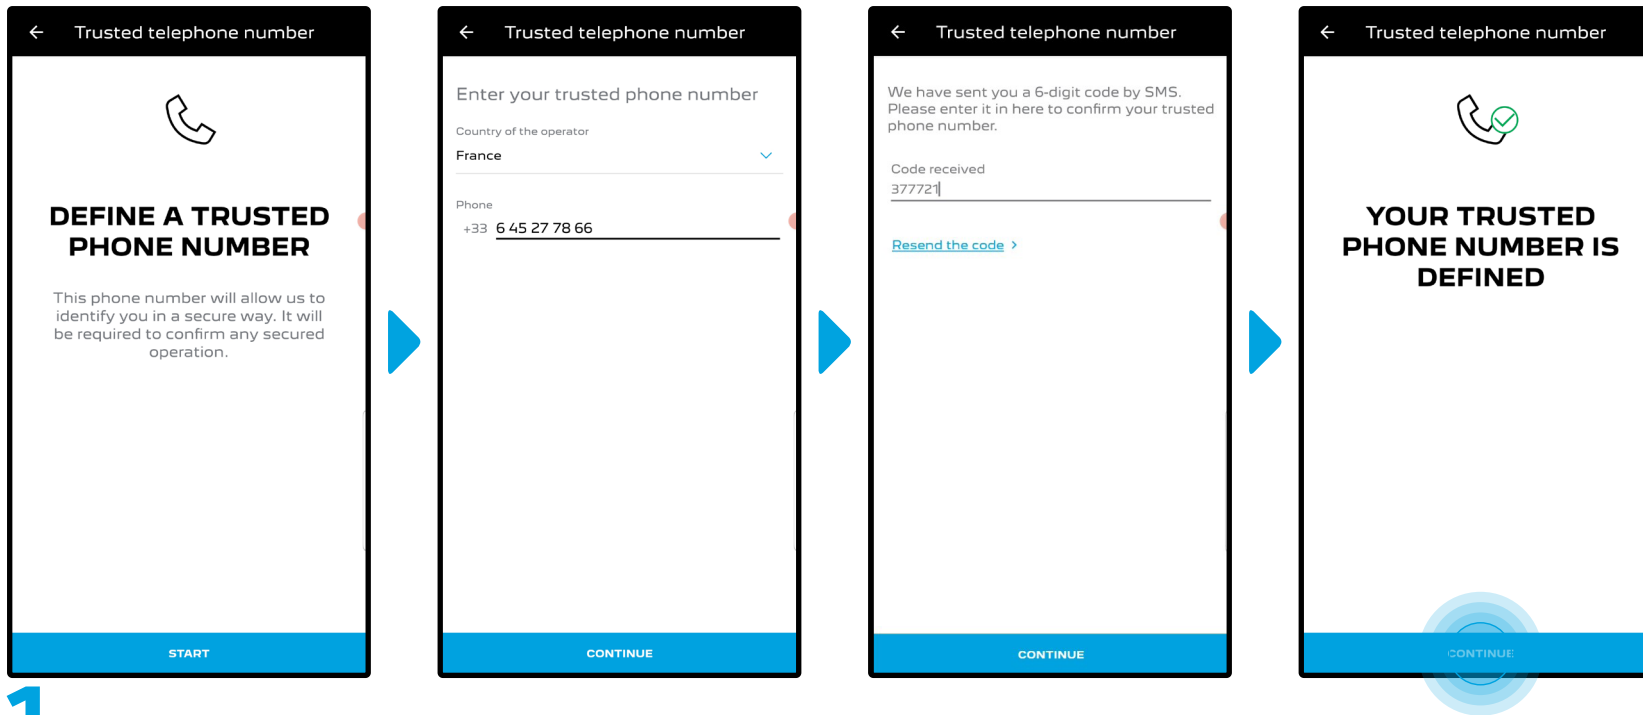 Trusted telephone number
DEFINE A TRUSTED
PHONE NUMBER
This phone number will allow us to
identify you in a secure way. It will
be required to confirm any secured
operation.
START
Trusted telephone number
Enter your trusted phone number
Country of the operator
France
Phone
+33 6 45 27 78 66
CONTINUE
Trusted telephone number
We have sent you a 6-digit code by SMS.
Please enter it in here to confirm your trusted
phone number.
Code received
377721
Resend the code >
CONTINUE
Trusted telephone number
YOUR TRUSTED
PHONE NUMBER IS
DEFINED
CONTINUE
1